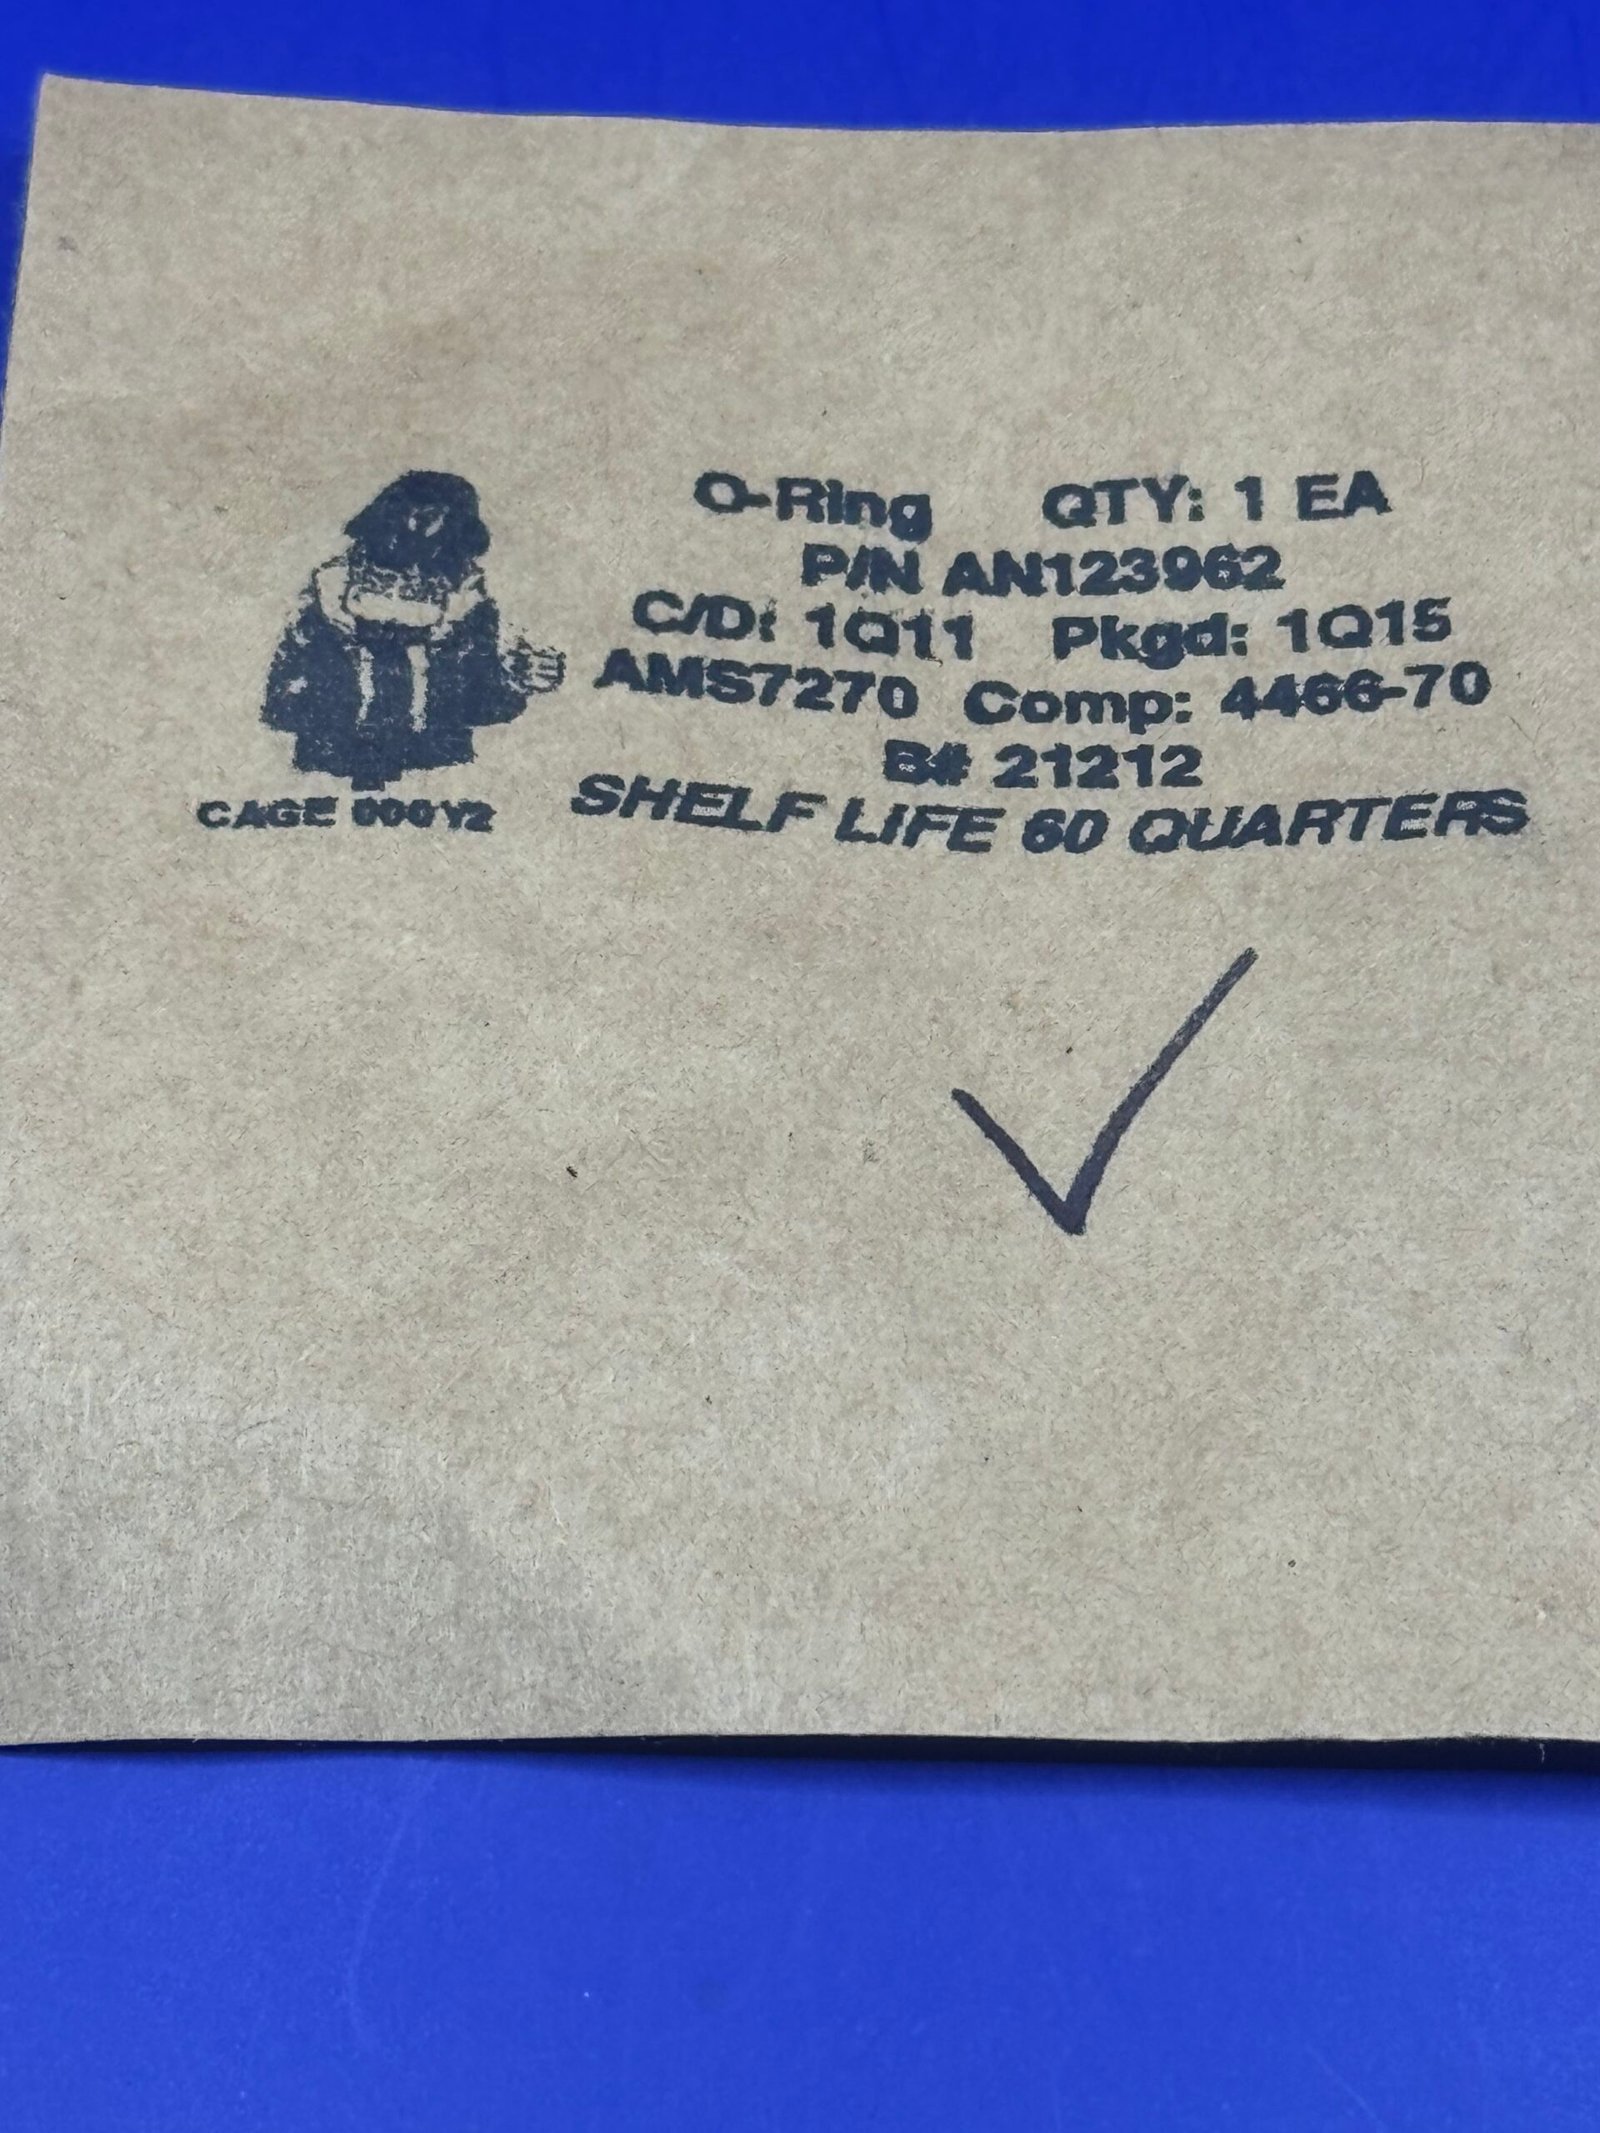 O-Ring QTY: 1 EA
P/N AN123962
C/D: 1Q11 Pkgd: 1Q15
AMS7270 Comp: 4466-70
B# 21212
SHELF LIFE 60 QUARTERS
CAGE 000Y2